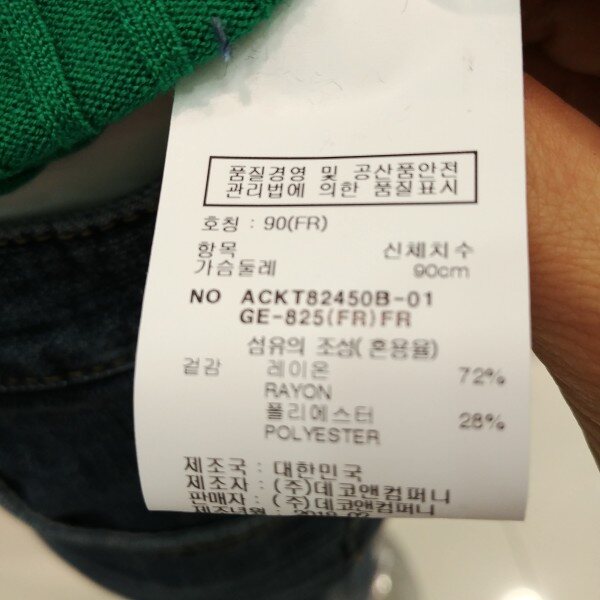 품질경영 및 공산품안전
관리법에 의한 품질표시
호칭 : 90(FR)
항목 신체치수
가슴둘레 90cm
NO ACKT82450B-01
GE-825(FR)FR
섬유의 조성(혼용율)
겉감 레이온 72%
RAYON
폴리에스터 28%
POLYESTER
제조국 : 대한민국
제조자 : (주)데코앤컴퍼니
판매자 : (주)데코앤컴퍼니
제조년월 :